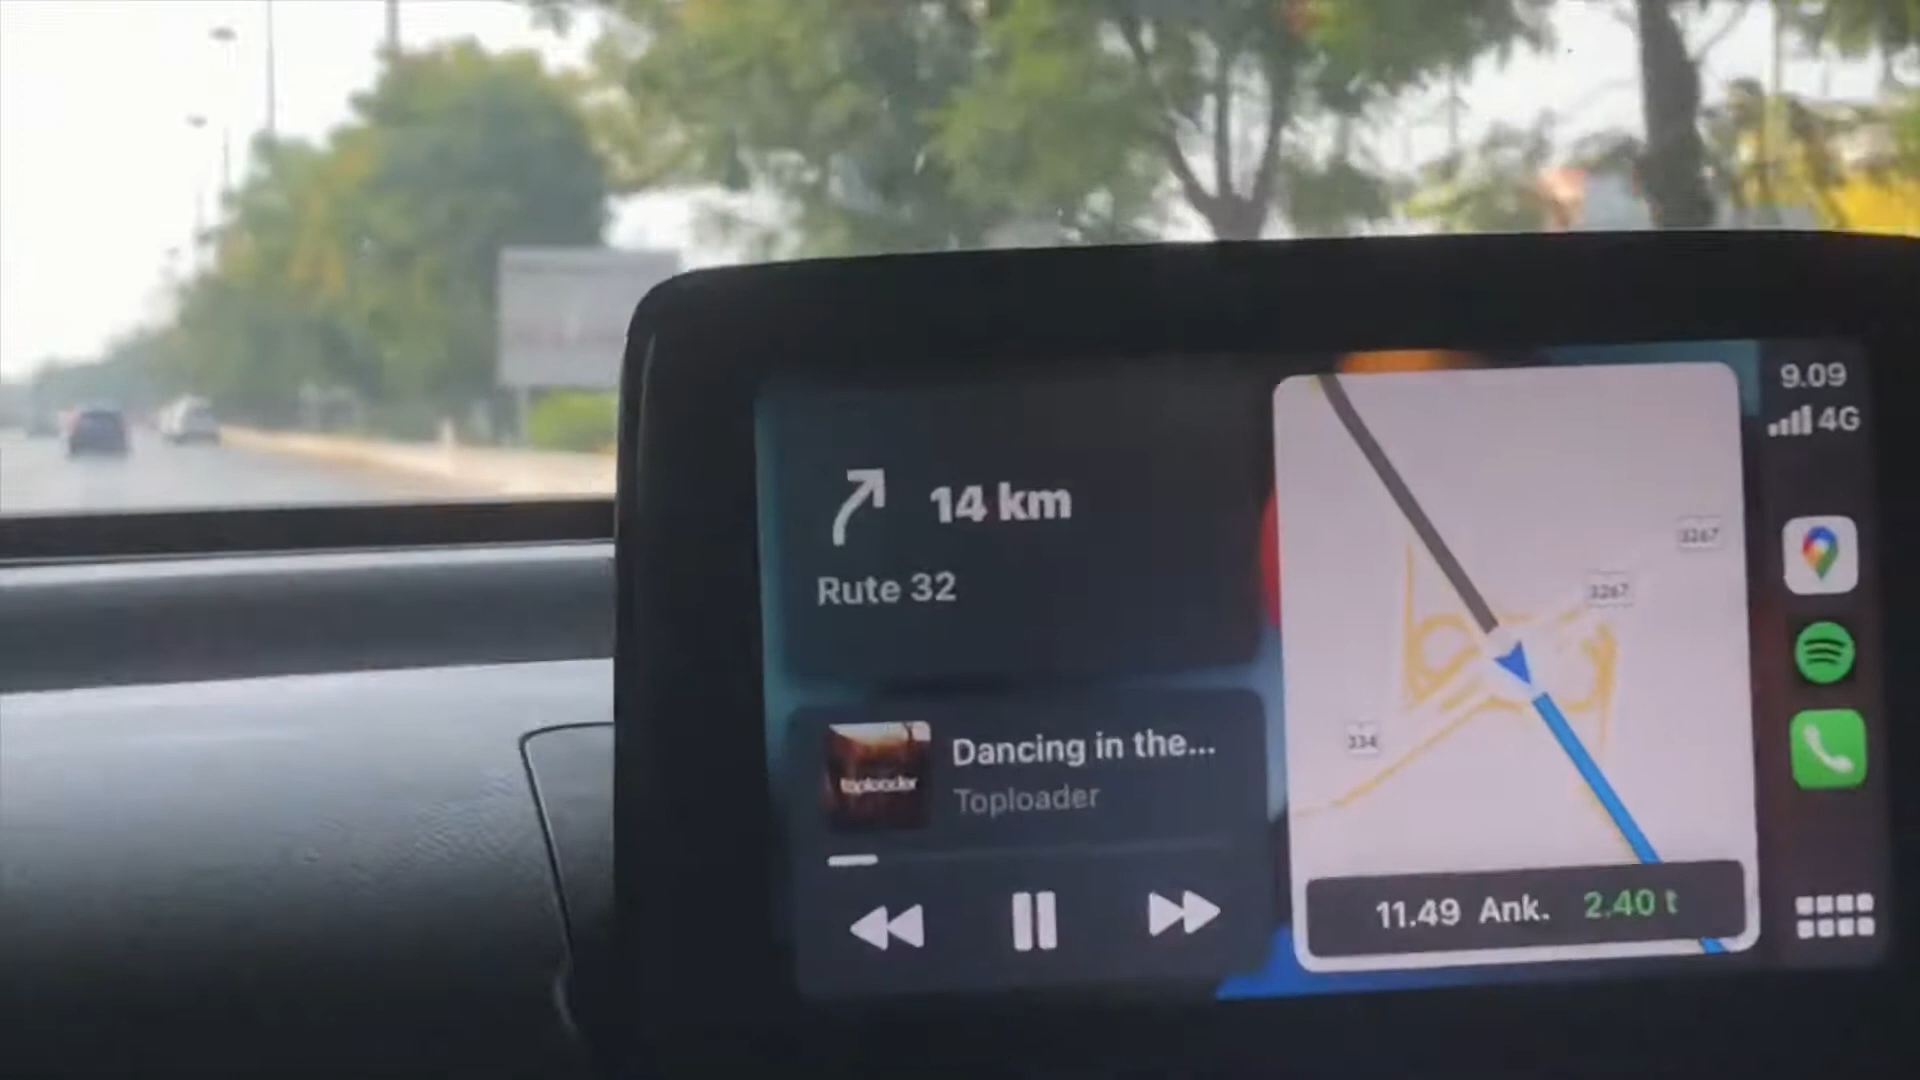 14 km
Rute 32
toploader
Dancing in the...
Toploader
3267
3267
334
11.49 Ank. 2.40 t
9.09
4G